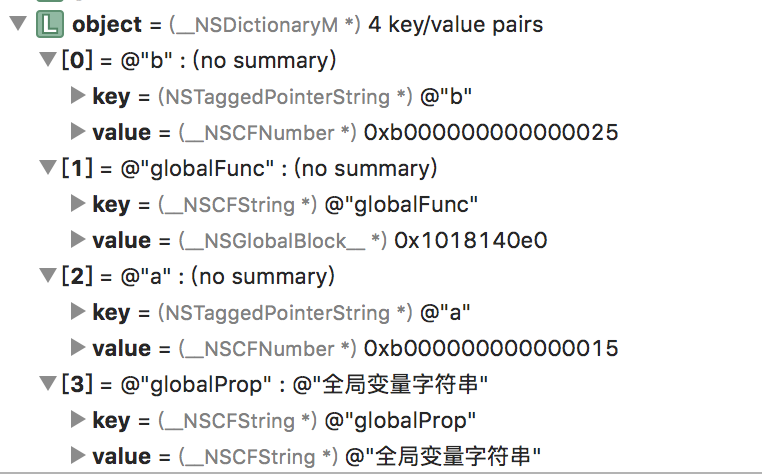 L object = (__NSDictionaryM *) 4 key/value pairs
[0] = @"b" : (no summary)
key = (NSTaggedPointerString *) @"b"
value = (__NSCFNumber *) 0xb000000000000025
[1] = @"globalFunc" : (no summary)
key = (__NSCFString *) @"globalFunc"
value = (__NSGlobalBlock__ *) 0x1018140e0
[2] = @"a" : (no summary)
key = (NSTaggedPointerString *) @"a"
value = (__NSCFNumber *) 0xb000000000000015
[3] = @"globalProp" : @"全局变量字符串"
key = (__NSCFString *) @"globalProp"
value = (__NSCFString *) @"全局变量字符串"